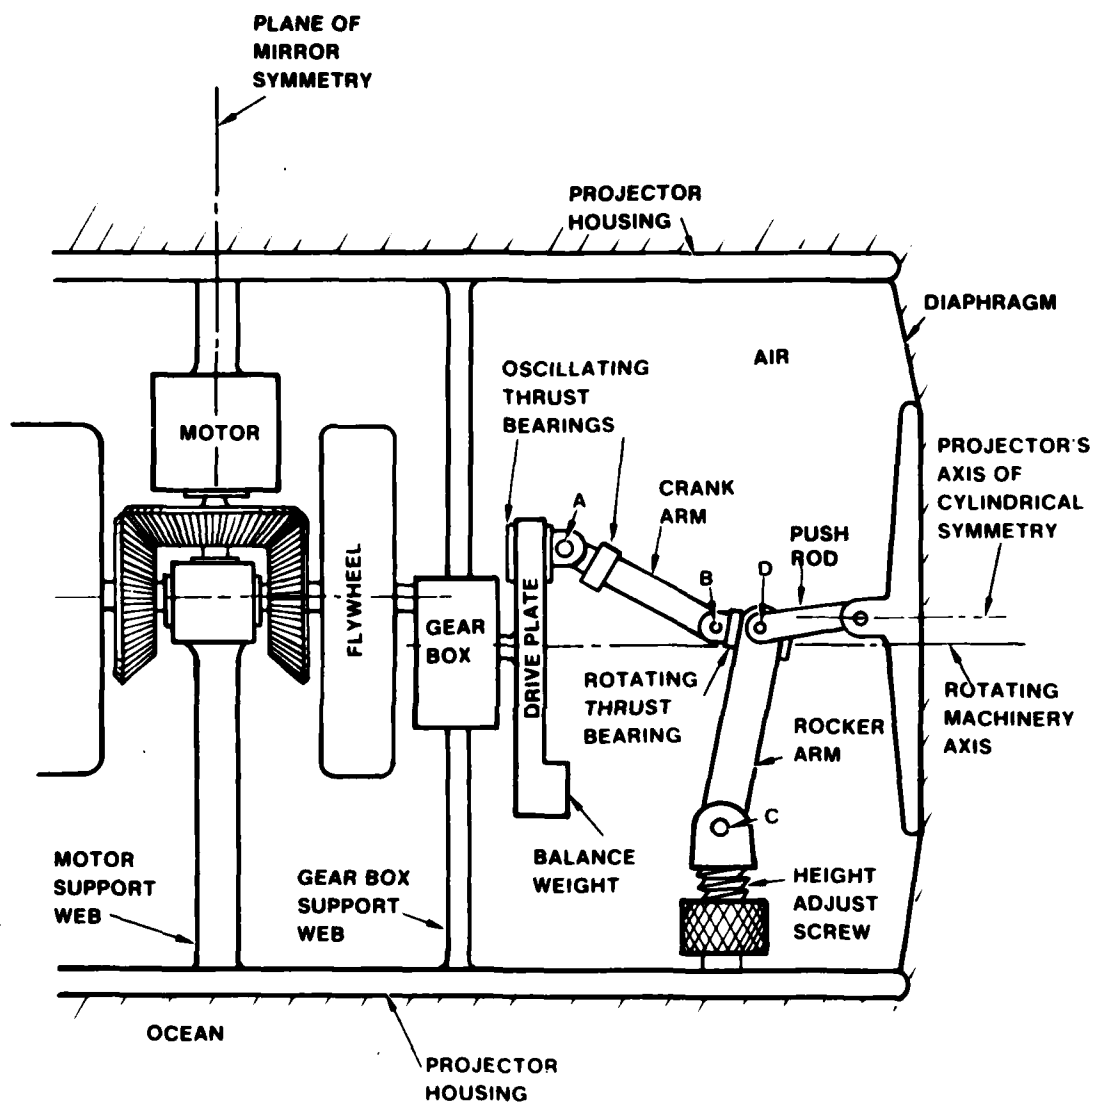 PLANE OF
MIRROR
SYMMETRY
PROJECTOR
HOUSING
DIAPHRAGM
AIR
OSCILLATING
THRUST
BEARINGS
MOTOR
PROJECTOR'S
AXIS OF
CYLINDRICAL
SYMMETRY
CRANK
ARM
A
PUSH
ROD
B
D
FLYWHEEL
GEAR
BOX
DRIVE PLATE
ROTATING
THRUST
BEARING
ROTATING
MACHINERY
AXIS
ROCKER
ARM
C
BALANCE
WEIGHT
MOTOR
SUPPORT
WEB
GEAR BOX
SUPPORT
WEB
HEIGHT
ADJUST
SCREW
OCEAN
PROJECTOR
HOUSING